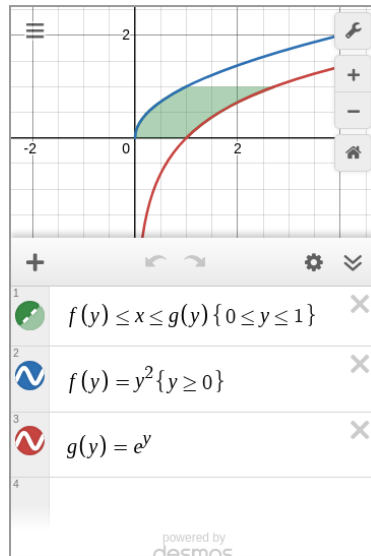 2
-2
0
2
1
f(y) ≤ x ≤ g(y) {0 ≤ y ≤ 1}
2
f(y) = y² {y ≥ 0}
3
g(y) = e^y
4
powered by
desmos